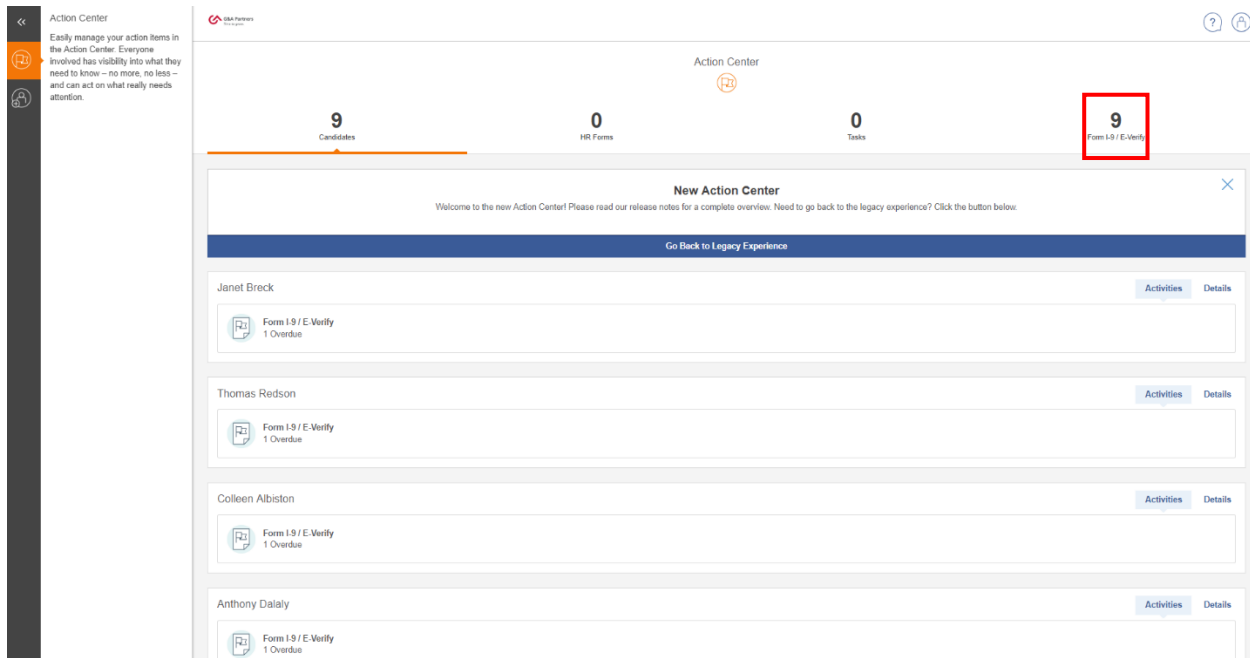 Action Center
Easily manage your action items in
the Action Center. Everyone
involved has visibility into what they
need to know – no more, no less –
and can act on what really needs
attention.
G&A Partners
Action Center
9
Candidates
0
HR Forms
0
Tasks
9
Form I-9 / E-Verify
New Action Center
Welcome to the new Action Center! Please read our release notes for a complete overview. Need to go back to the legacy experience? Click the button below.
Go Back to Legacy Experience
Janet Breck
Activities Details
Form I-9 / E-Verify
1 Overdue
Thomas Redson
Activities Details
Form I-9 / E-Verify
1 Overdue
Colleen Albiston
Activities Details
Form I-9 / E-Verify
1 Overdue
Anthony Dalaly
Activities Details
Form I-9 / E-Verify
1 Overdue